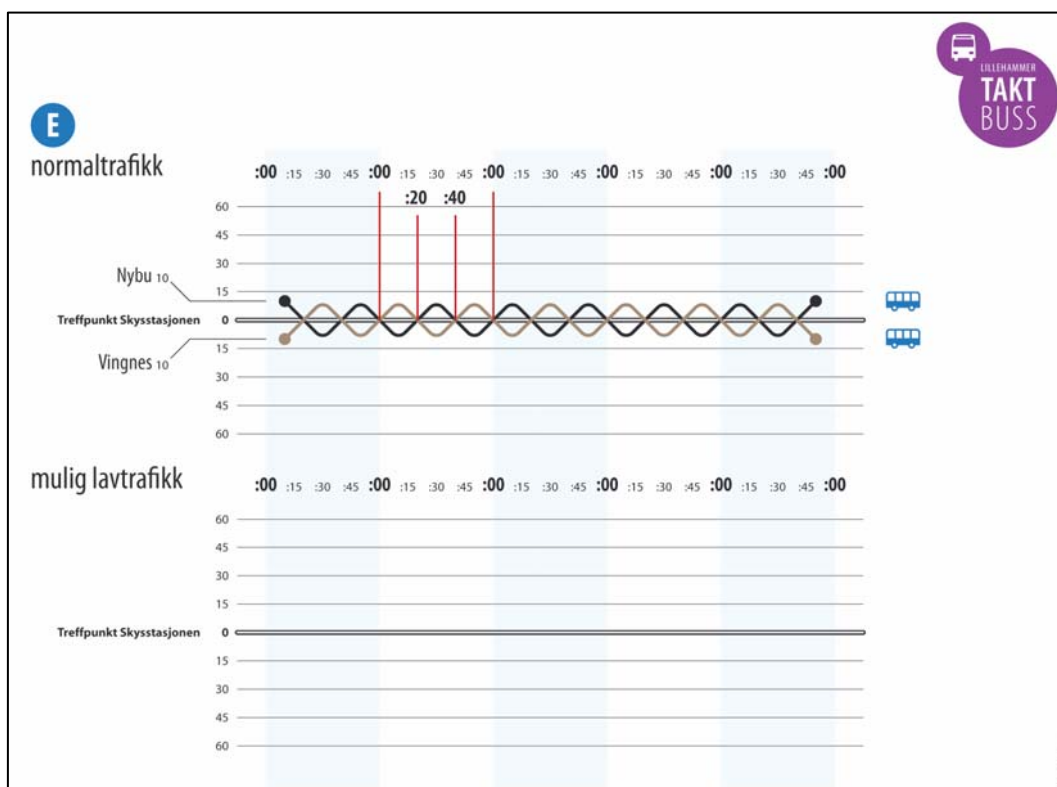 LILLEHAMMER
TAKT
BUSS
E
normaltrafikk
:00 :15 :30 :45 :00 :15 :30 :45 :00 :15 :30 :45 :00 :15 :30 :45 :00 :15 :30 :45 :00
:20 :40
60
45
30
Nybu 10
15
Treffpunkt Skysstasjonen 0
15
Vingnes 10
30
45
60
mulig lavtrafikk
:00 :15 :30 :45 :00 :15 :30 :45 :00 :15 :30 :45 :00 :15 :30 :45 :00 :15 :30 :45 :00
60
45
30
15
Treffpunkt Skysstasjonen 0
15
30
45
60